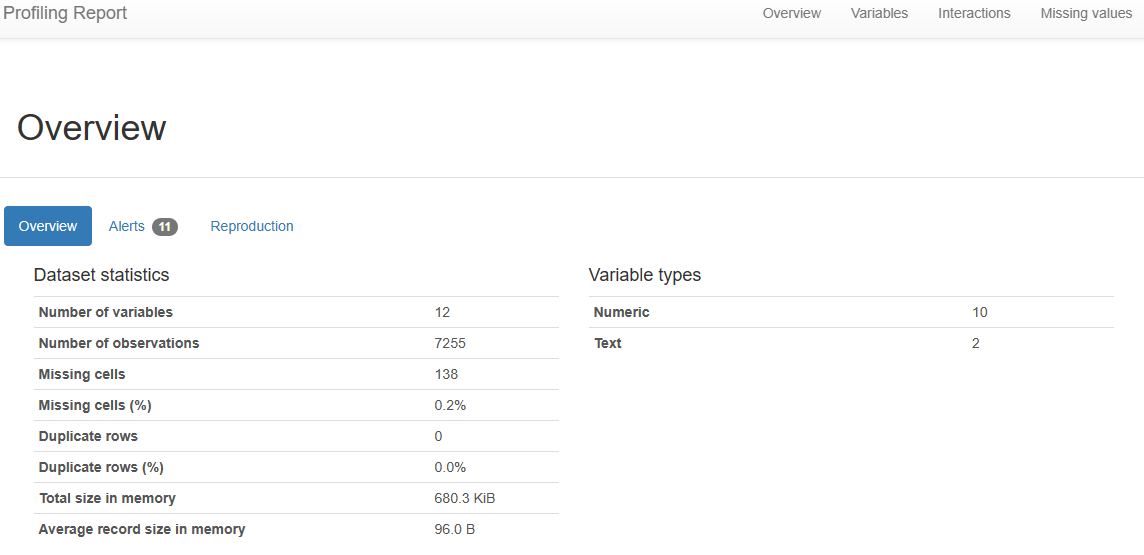 Profiling Report Overview Variables Interactions Missing values
Overview
Overview Alerts 11 Reproduction
Dataset statistics
Number of variables 12
Number of observations 7255
Missing cells 138
Missing cells (%) 0.2%
Duplicate rows 0
Duplicate rows (%) 0.0%
Total size in memory 680.3 KiB
Average record size in memory 96.0 B
Variable types
Numeric 10
Text 2